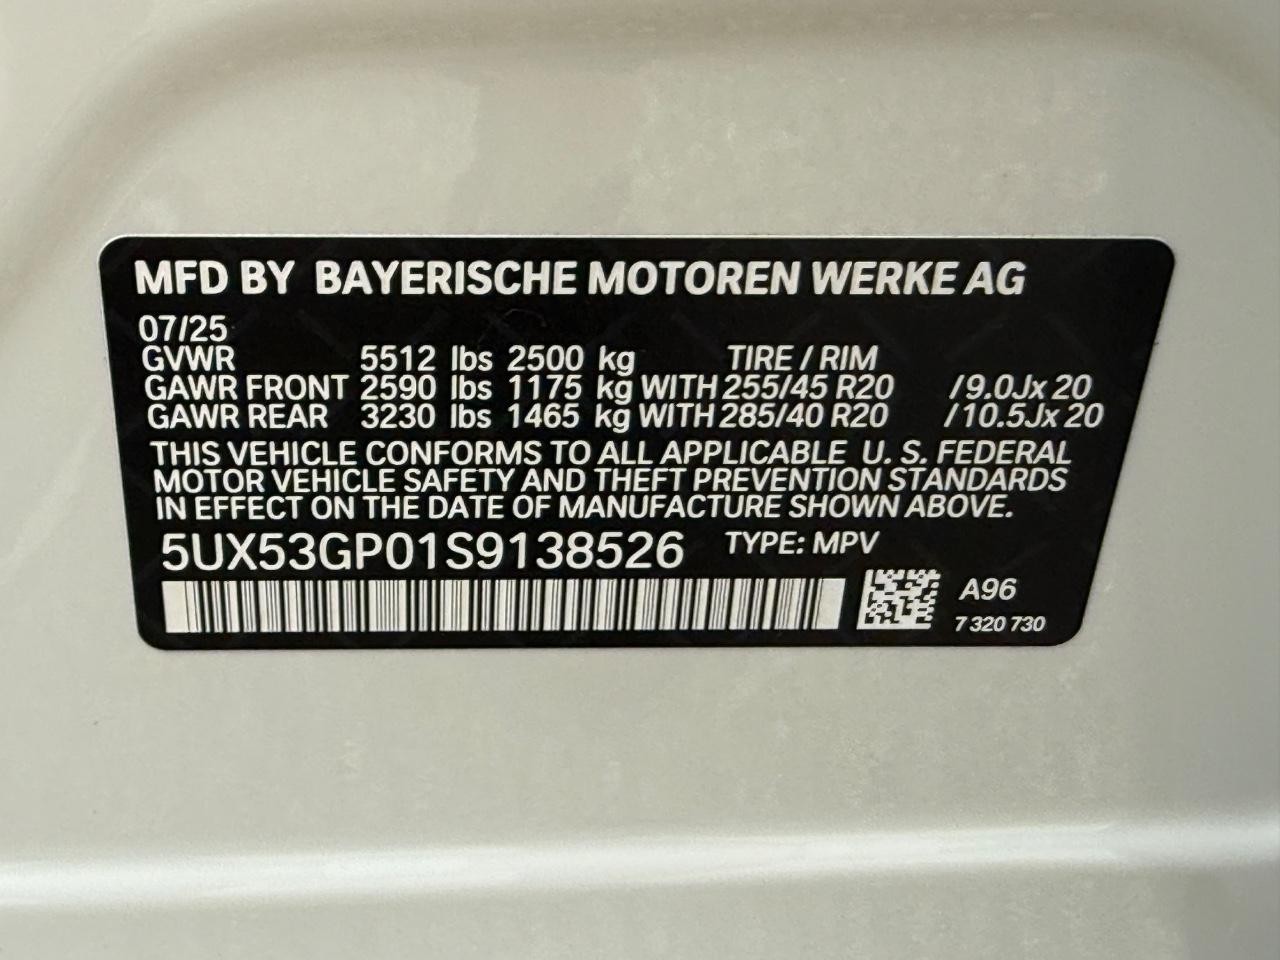 MFD BY BAYERISCHE MOTOREN WERKE AG
07/25
GVWR 5512 lbs 2500 kg TIRE / RIM
GAWR FRONT 2590 lbs 1175 kg WITH 255/45 R20 /9.0Jx 20
GAWR REAR 3230 lbs 1465 kg WITH 285/40 R20 /10.5Jx 20
THIS VEHICLE CONFORMS TO ALL APPLICABLE U. S. FEDERAL
MOTOR VEHICLE SAFETY AND THEFT PREVENTION STANDARDS
IN EFFECT ON THE DATE OF MANUFACTURE SHOWN ABOVE.
5UX53GP01S9138526 TYPE: MPV
A96
7 320 730